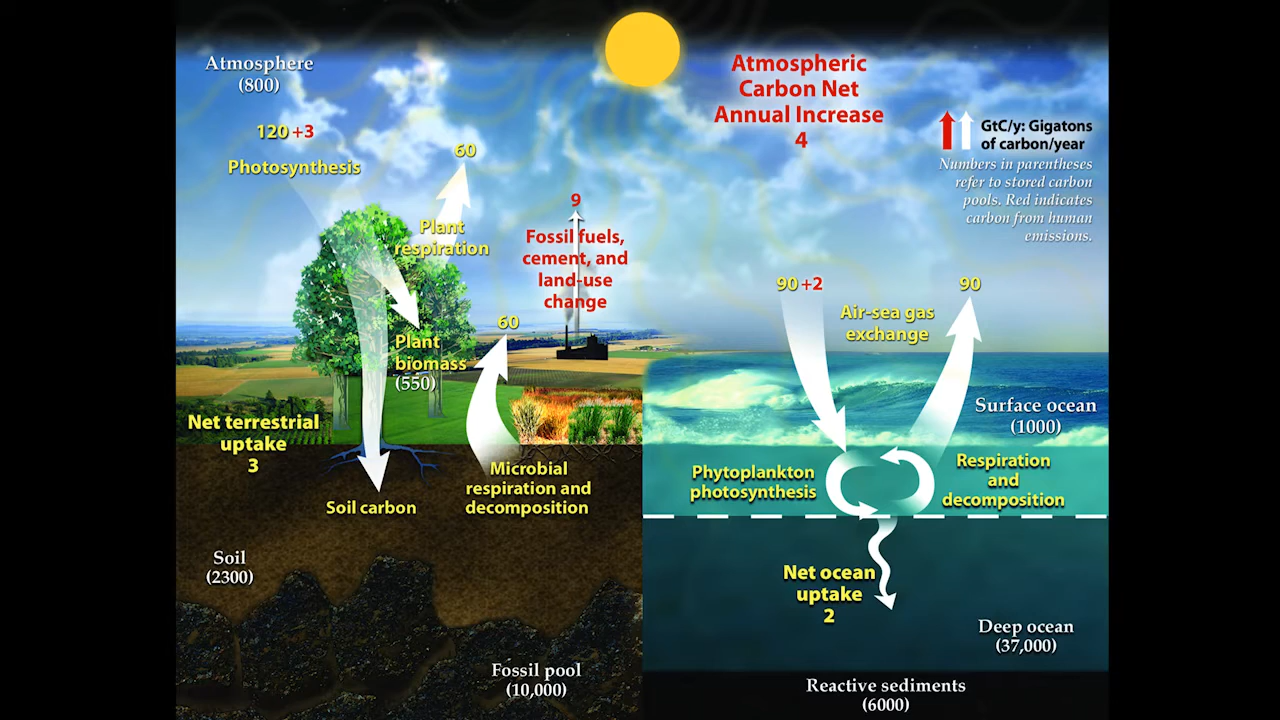 Atmosphere
(800)
120 +3
Photosynthesis
60
Plant
respiration
9
Fossil fuels,
cement, and
land-use
change
60
Plant
biomass
(550)
Net terrestrial
uptake
3
Soil carbon
Microbial
respiration and
decomposition
Soil
(2300)
Fossil pool
(10,000)
Atmospheric
Carbon Net
Annual Increase
4
GtC/y: Gigatons
of carbon/year
Numbers in parentheses
refer to stored carbon
pools. Red indicates
carbon from human
emissions.
90+2
90
Air-sea gas
exchange
Surface ocean
(1000)
Phytoplankton
photosynthesis
Respiration
and
decomposition
Net ocean
uptake
2
Deep ocean
(37,000)
Reactive sediments
(6000)